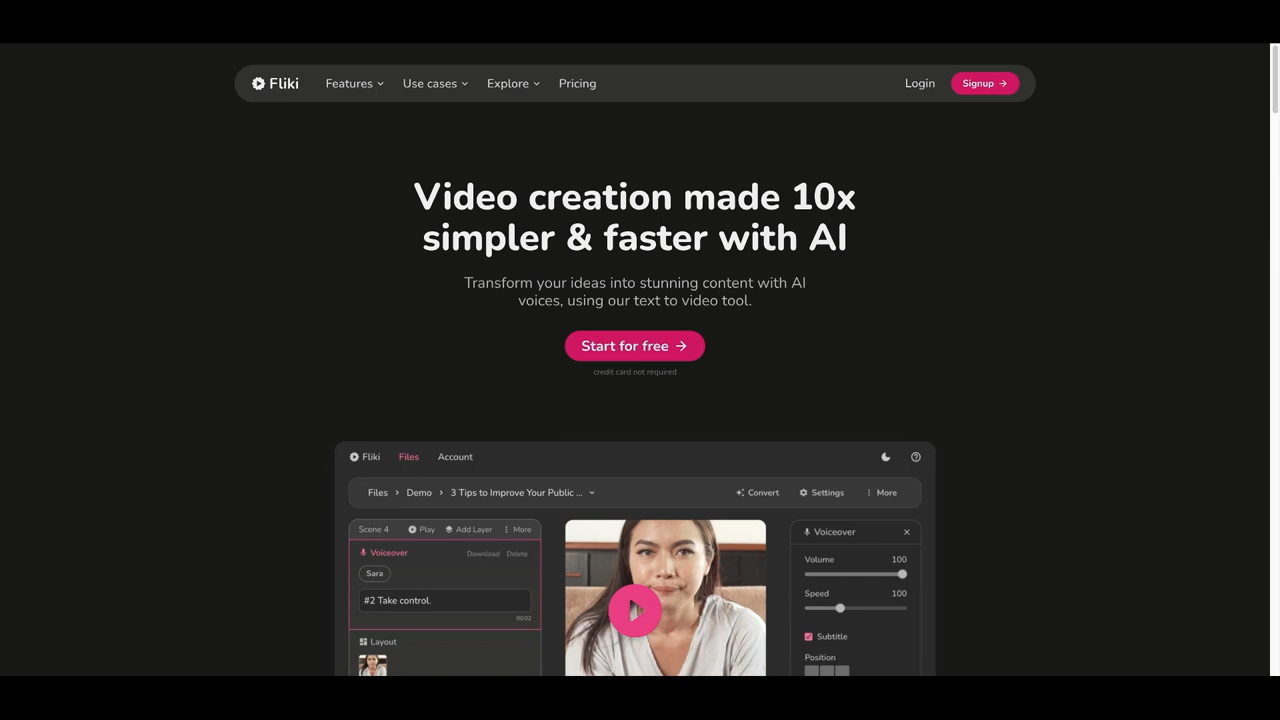 Fliki Features Use cases Explore Pricing Login Signup
Video creation made 10x
simpler & faster with AI
Transform your ideas into stunning content with AI
voices, using our text to video tool.
Start for free
credit card not required
Fliki Files Account
Files Demo 3 Tips to Improve Your Public ... Convert Settings More
Scene 4 Play Add Layer More
Voiceover Download Delete
Sara
#2 Take control.
00:02
Layout
Voiceover
Volume 100
Speed 100
Subtitle
Position